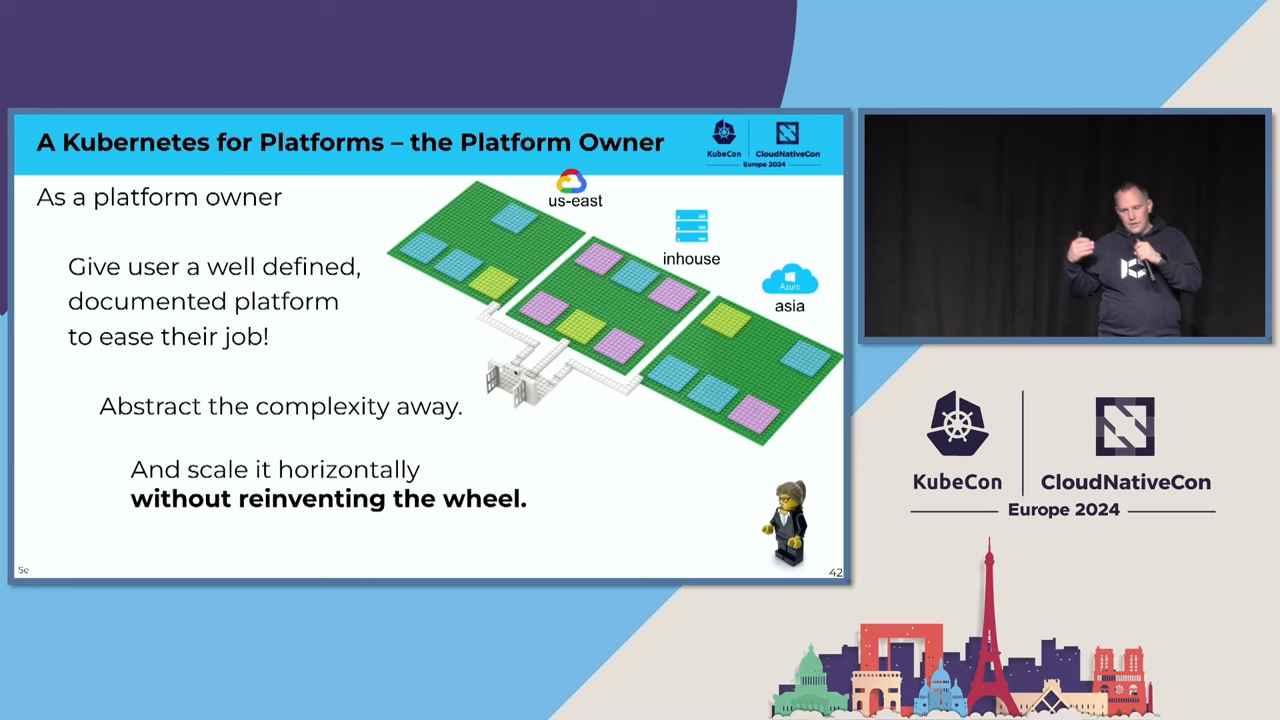 A Kubernetes for Platforms – the Platform Owner
KubeCon
CloudNativeCon
Europe 2024
As a platform owner
us-east
inhouse
Azure
asia
Give user a well defined,
documented platform
to ease their job!
Abstract the complexity away.
And scale it horizontally
without reinventing the wheel.
42
KubeCon
CloudNativeCon
Europe 2024